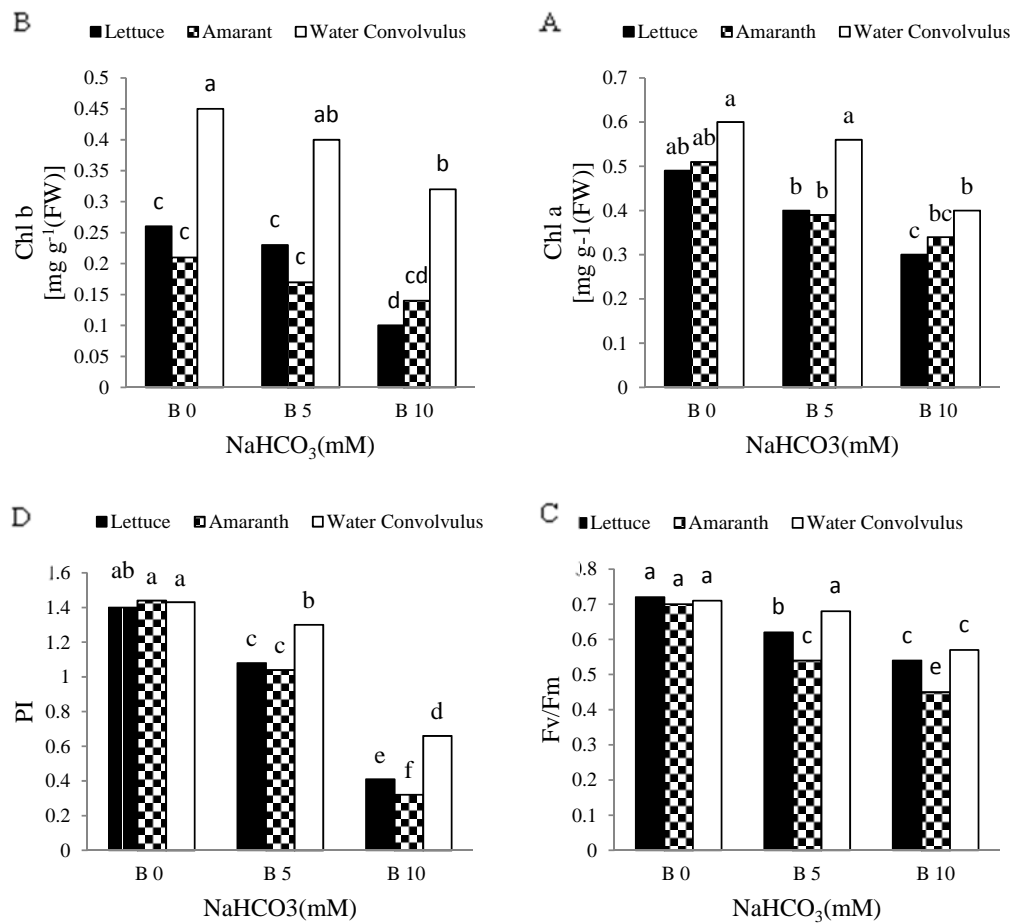 B
Lettuce Amarant Water Convolvulus
Chl b
[mg g-1(FW)]
0.5
0.45
0.4
0.35
0.3
0.25
0.2
0.15
0.1
0.05
0
c c a
c c ab
d cd b
B 0 B 5 B 10
NaHCO3(mM)
A
Lettuce Amaranth Water Convolvulus
Chl a
[mg g-1(FW)]
0.7
0.6
0.5
0.4
0.3
0.2
0.1
0
ab ab a
b b a
c bc b
B 0 B 5 B 10
NaHCO3(mM)
D
Lettuce Amaranth Water Convolvulus
PI
1.6
1.4
1.2
1
0.8
0.6
0.4
0.2
0
ab a a
c c b
e f d
B 0 B 5 B 10
NaHCO3(mM)
C
Lettuce Amaranth Water Convolvulus
Fv/Fm
0.8
0.7
0.6
0.5
0.4
0.3
0.2
0.1
0
a a a
b c a
c e c
B 0 B 5 B 10
NaHCO3(mM)